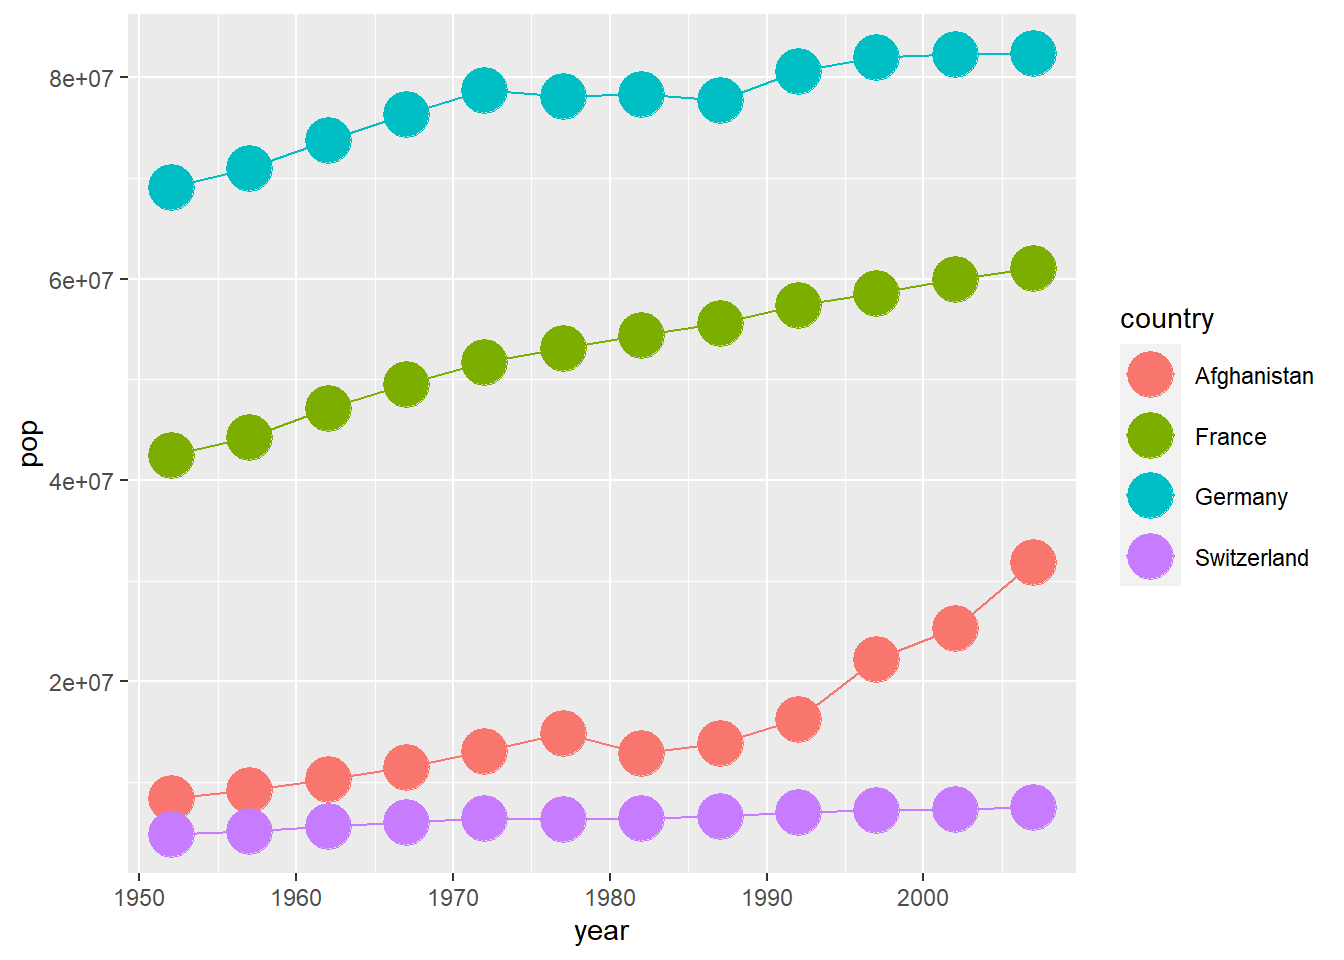 8e+07
6e+07
4e+07
2e+07
pop
1950 1960 1970 1980 1990 2000
year
country
Afghanistan
France
Germany
Switzerland